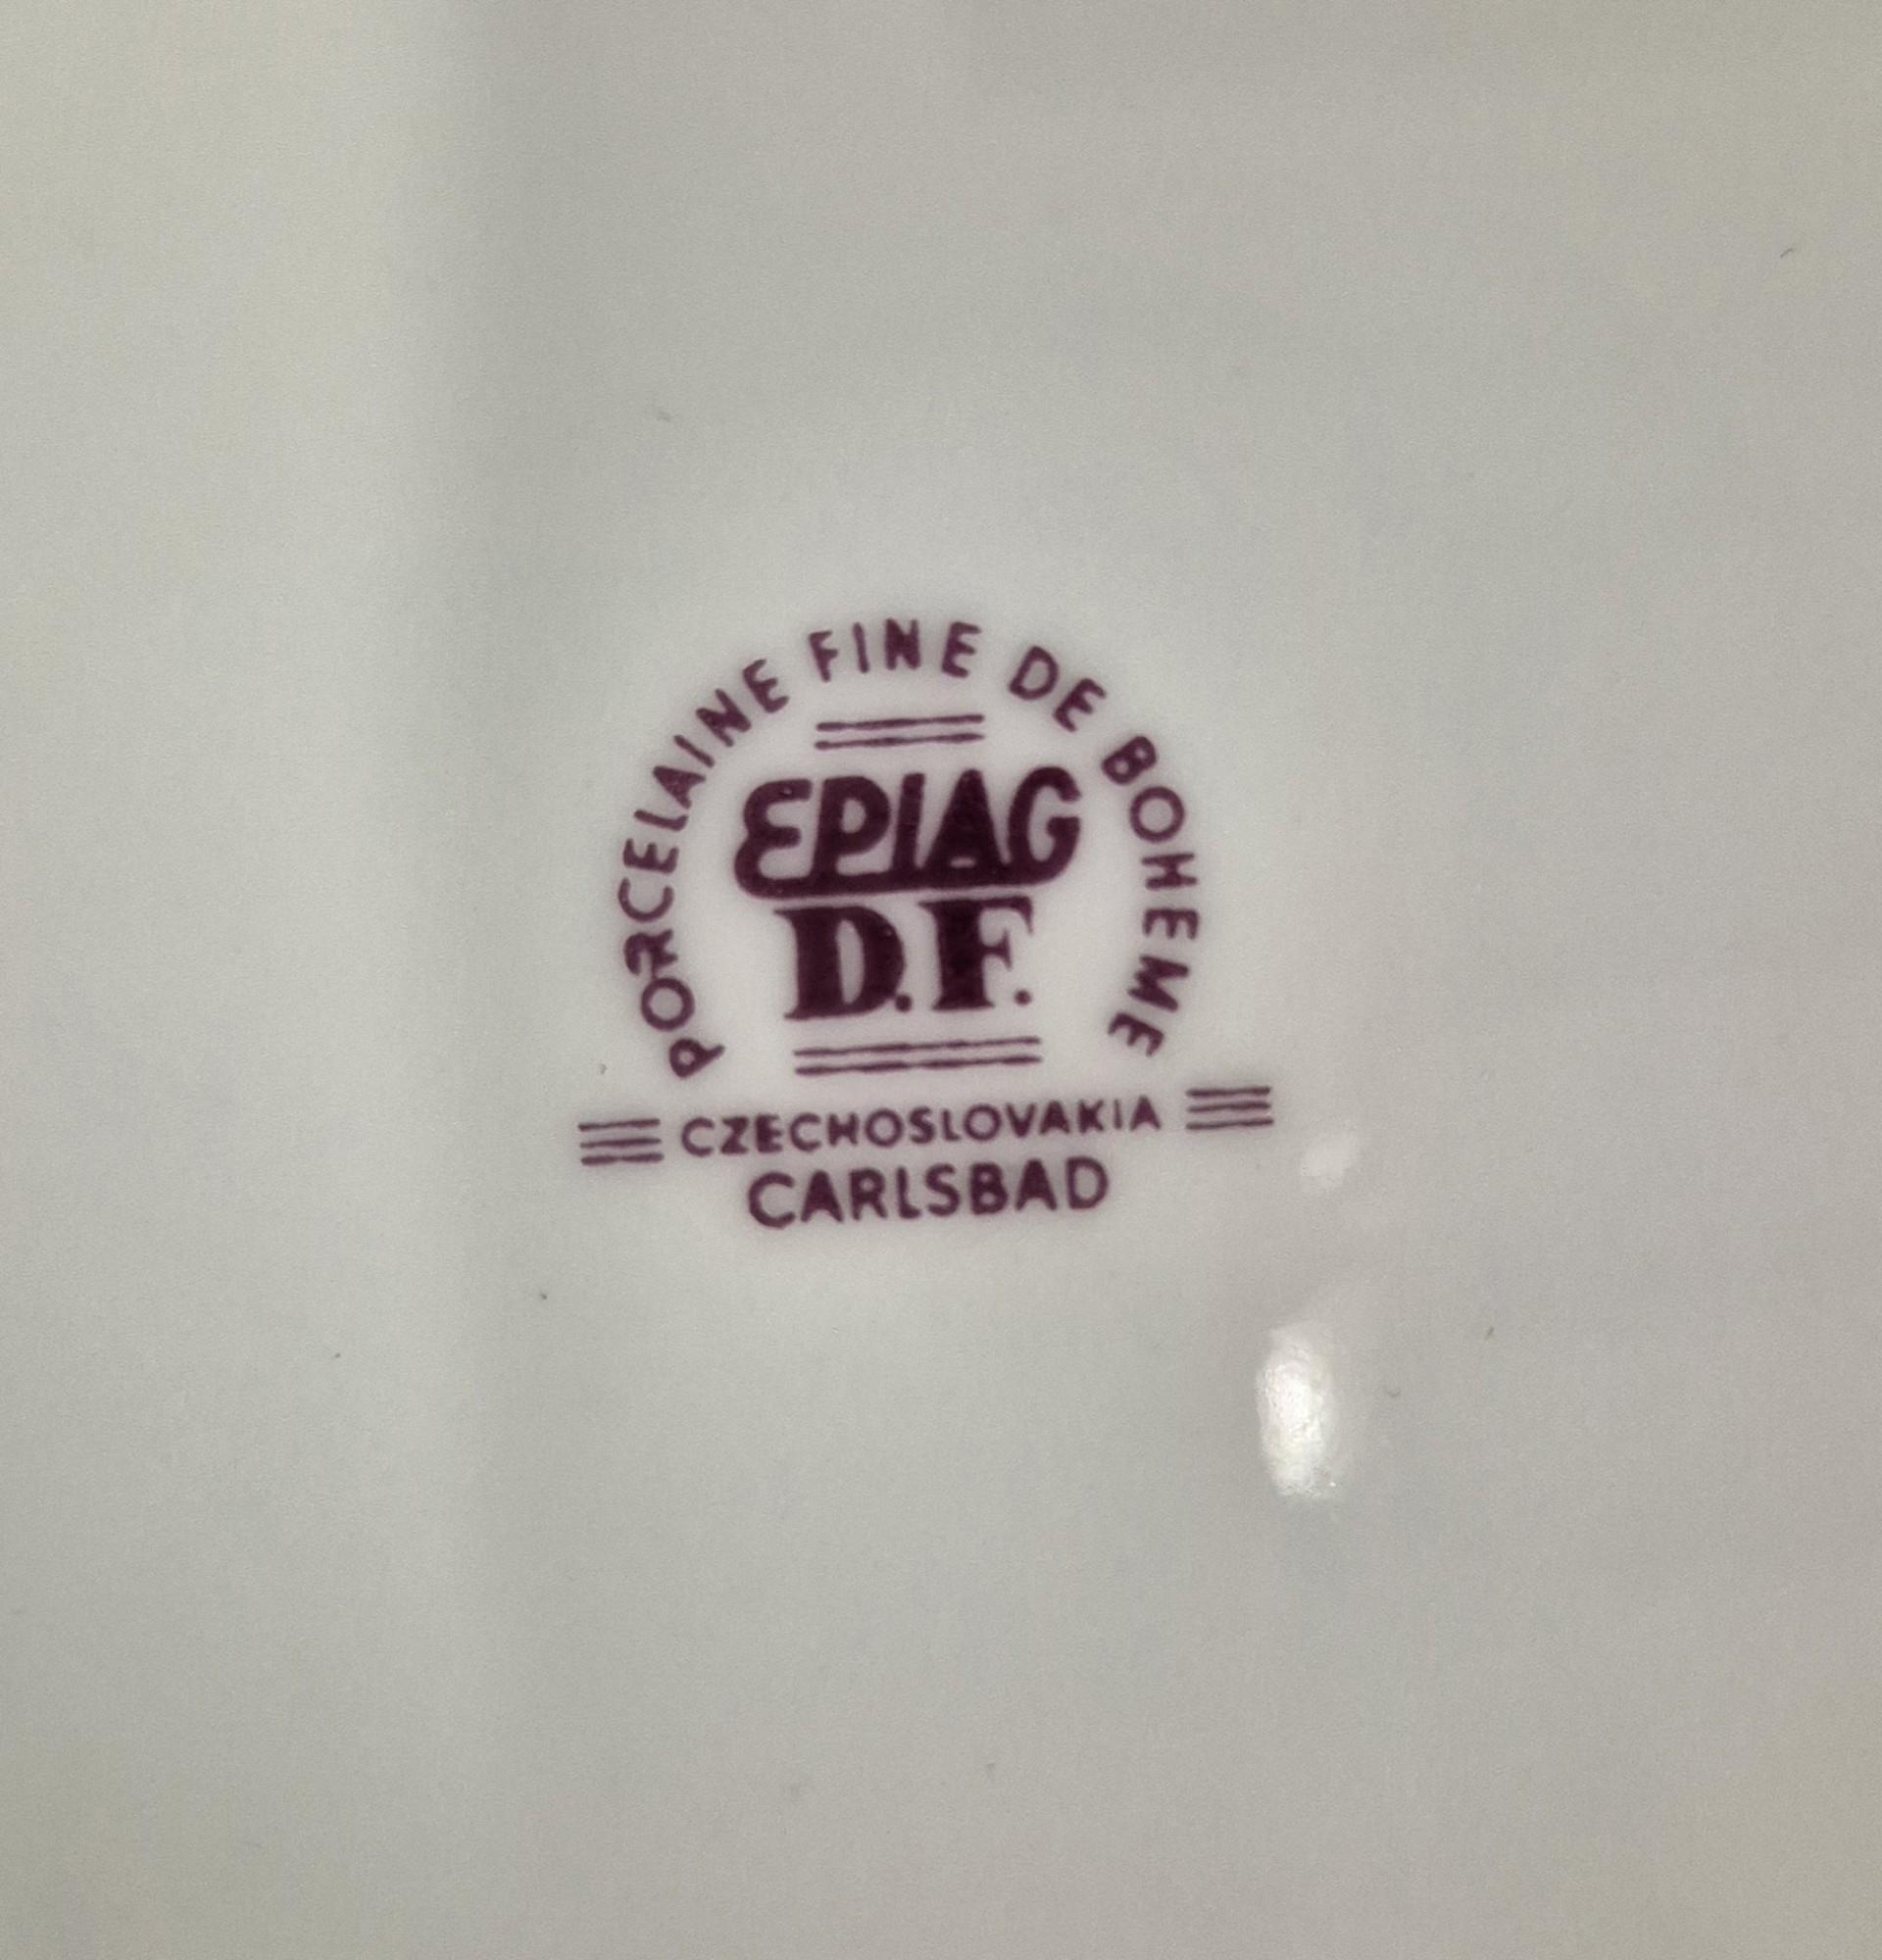 PORCELAINE FINE DE BOHEME
EPIAG
D.F.
CZECHOSLOVAKIA
CARLSBAD